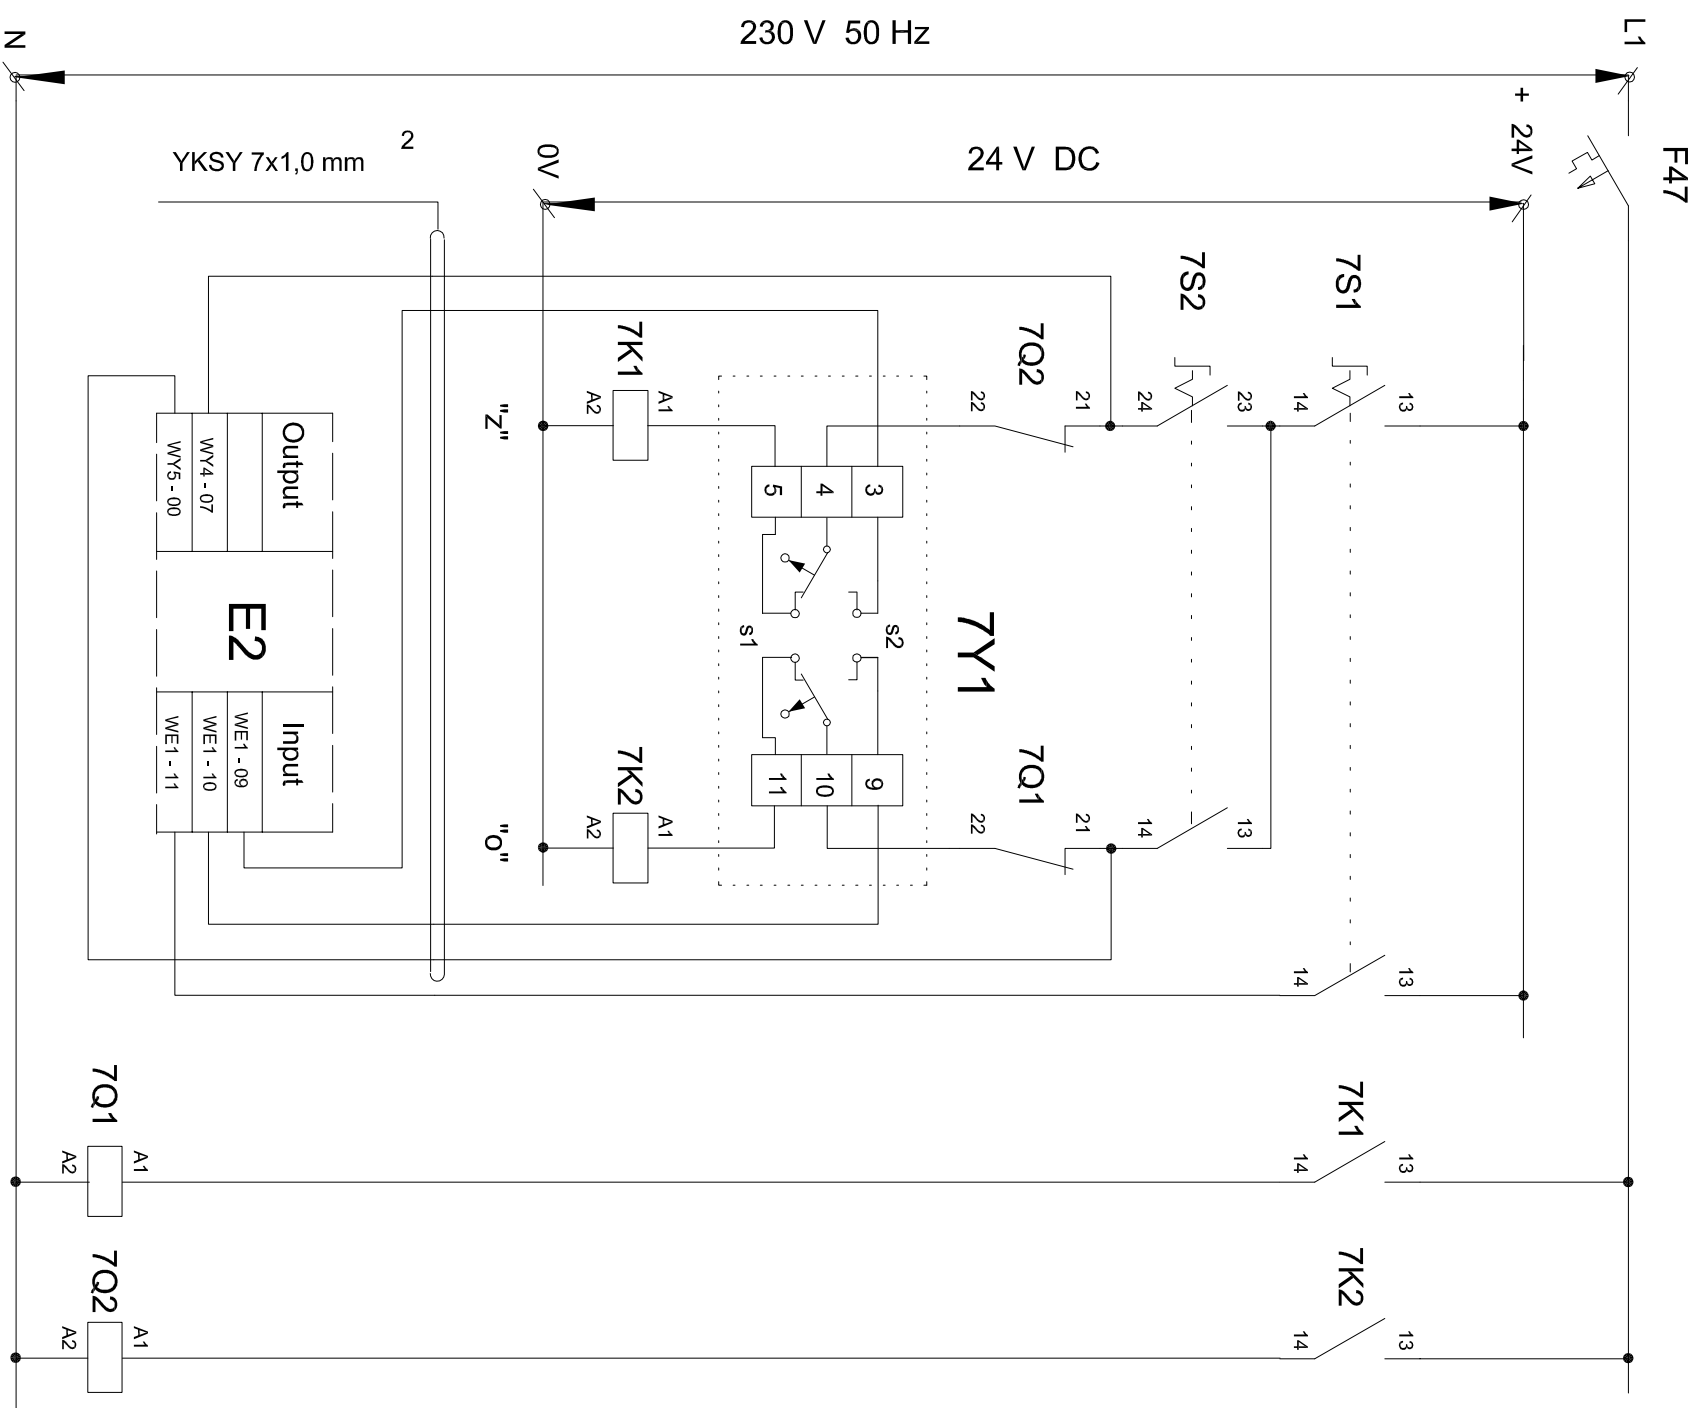 230 V 50 Hz
L1
N
F47
+ 24V
24 V DC
0V
YKSY 7x1,0 mm 2
7S1
13
14
7S2
23
24
13
14
13
14
7Q2
21
22
7Q1
21
22
7Y1
3
4
5
s2
s1
9
10
11
7K1
A1
A2
"z"
7K2
A1
A2
"o"
Output
WY4 - 07
WY5 - 00
E2
Input
WE1 - 09
WE1 - 10
WE1 - 11
7K1
13
14
7Q1
A1
A2
7K2
13
14
7Q2
A1
A2